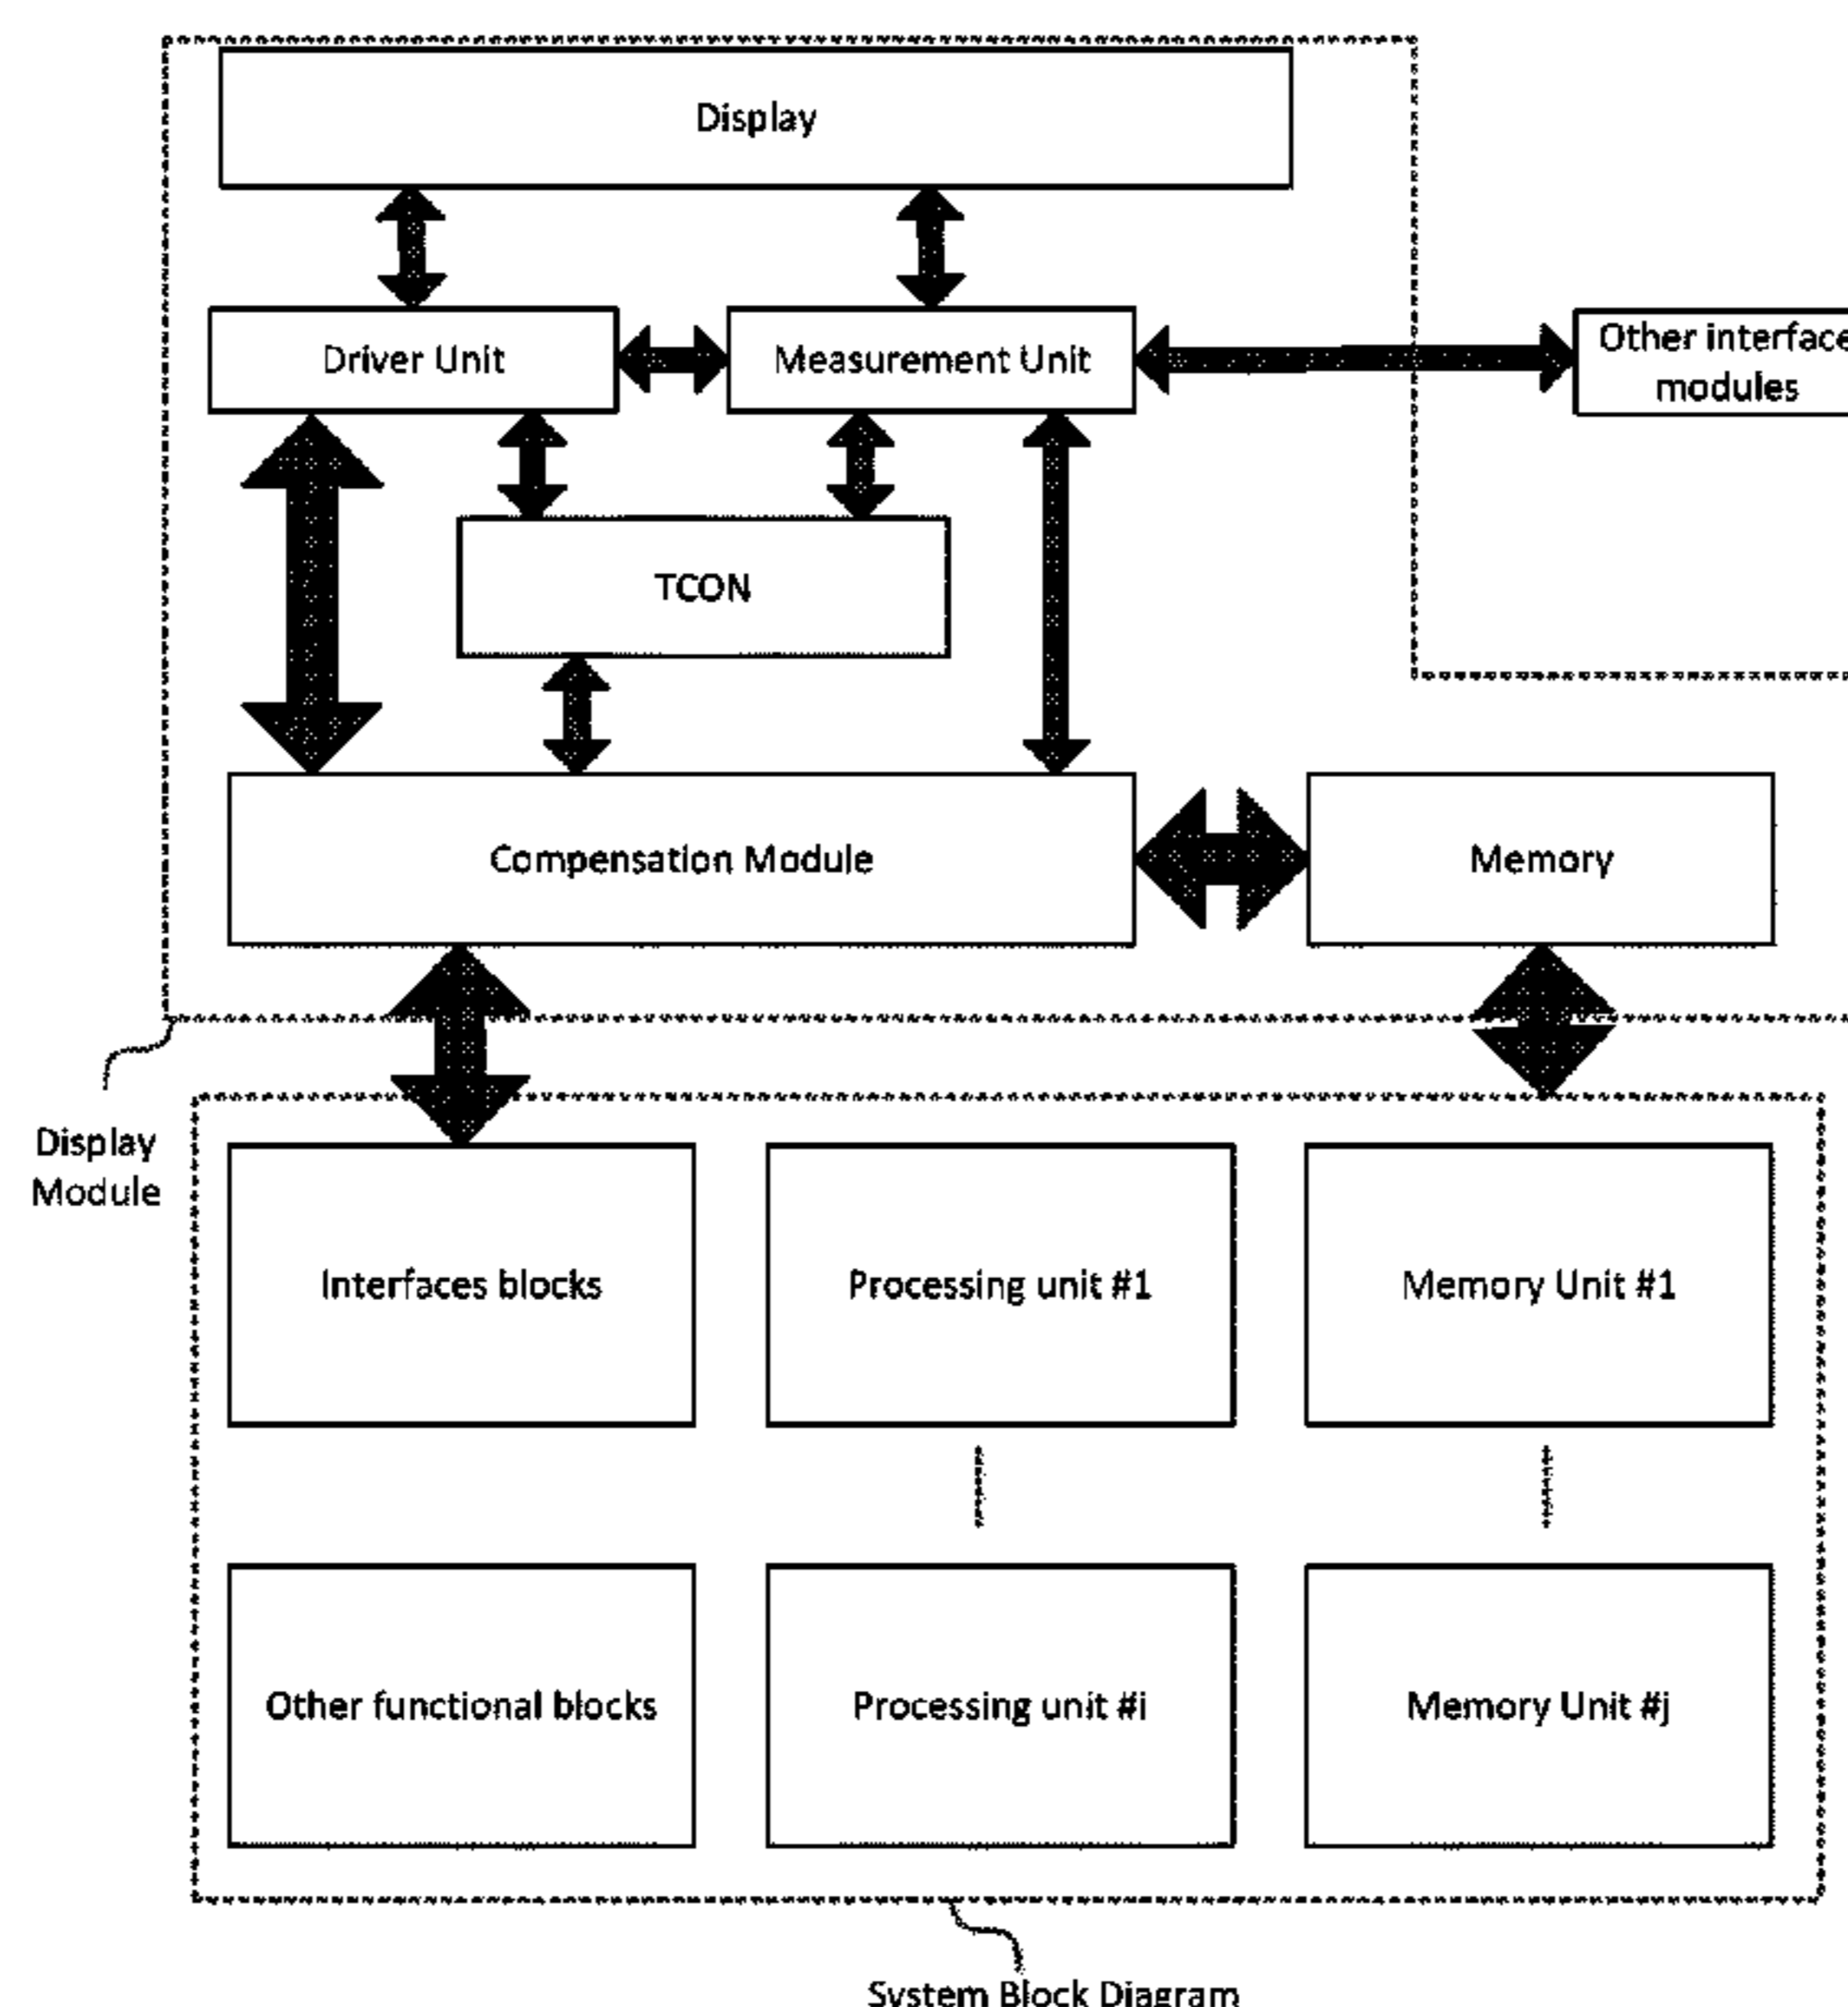 Display
Driver Unit
Measurement Unit
Other interface
modules
TCON
Compensation Module
Memory
Display
Module
Interfaces blocks
Processing unit #1
Memory Unit #1
Other functional blocks
Processing unit #i
Memory Unit #j
System Block Diagram